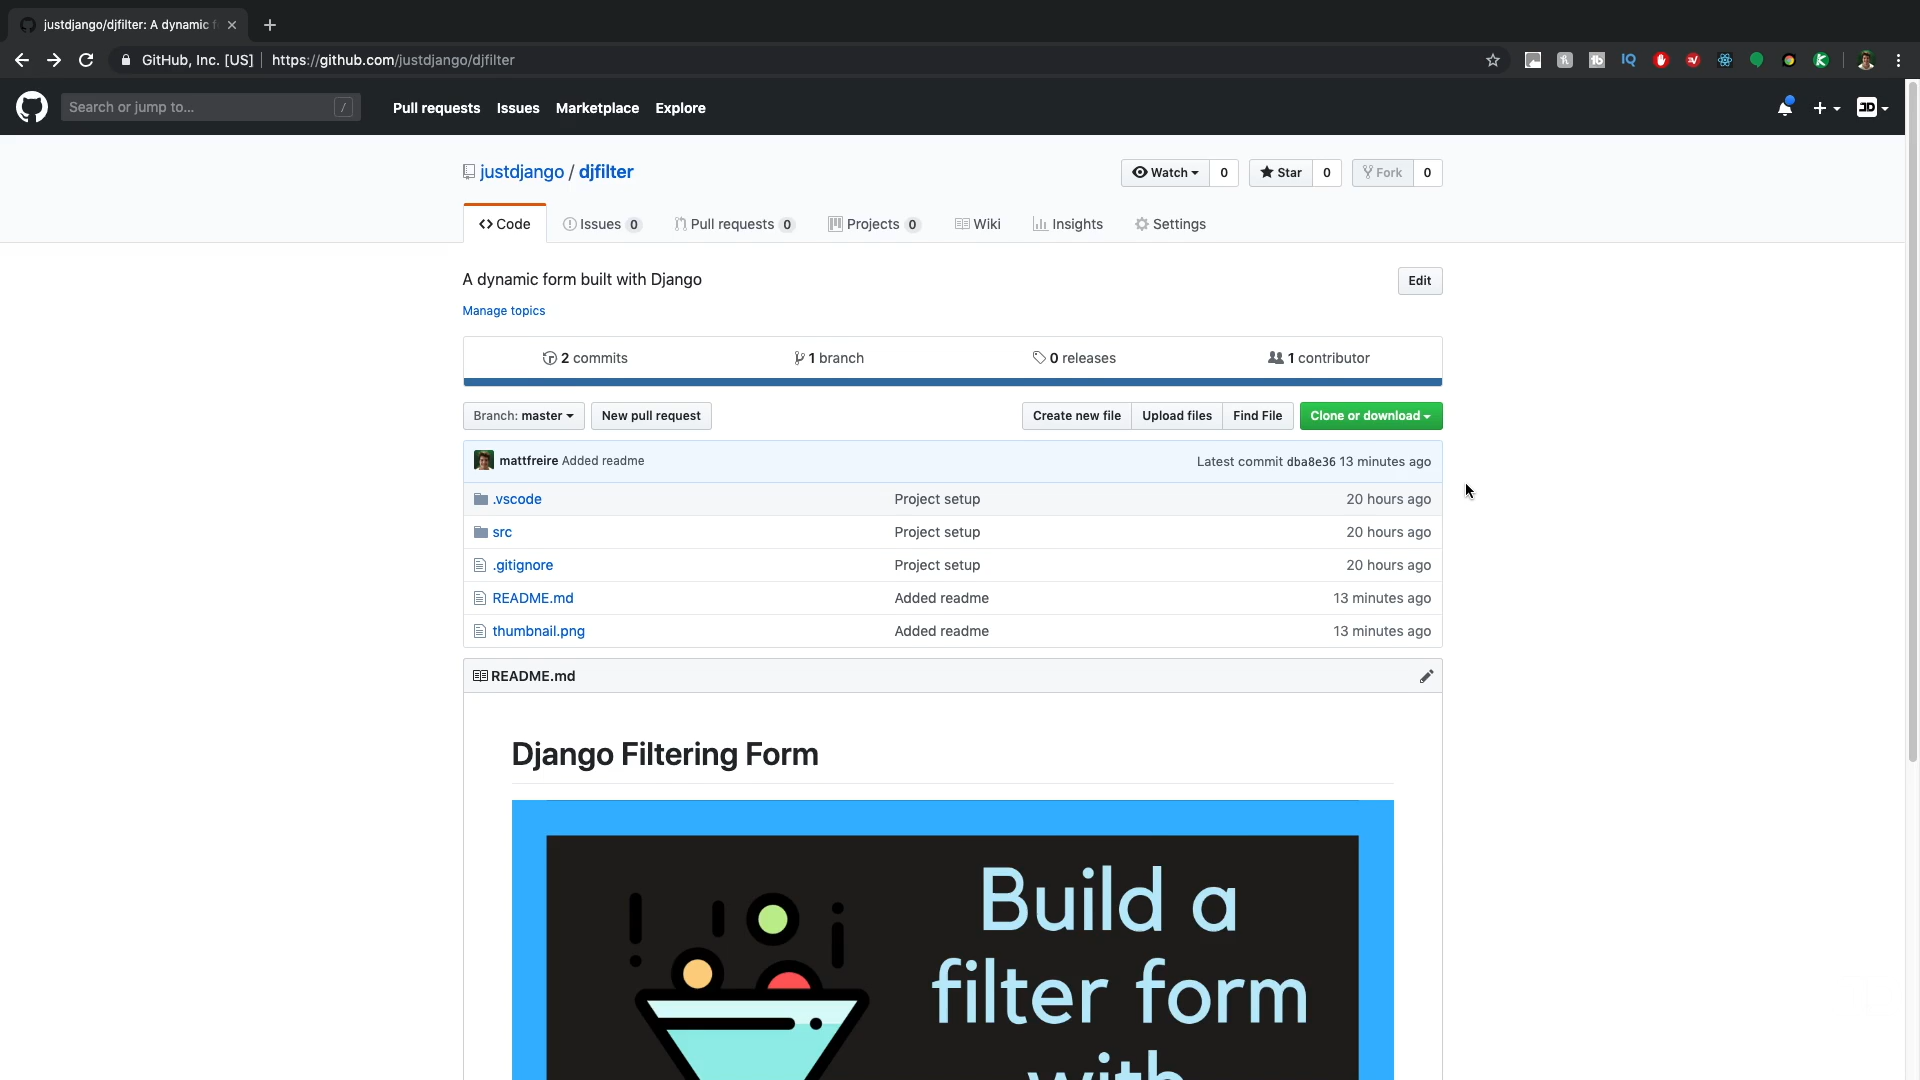 justdjango/djfilter: A dynamic f
GitHub, Inc. [US] https://github.com/justdjango/djfilter
Search or jump to... /
Pull requests Issues Marketplace Explore
justdjango / djfilter
Watch 0 Star 0 Fork 0
Code Issues 0 Pull requests 0 Projects 0 Wiki Insights Settings
A dynamic form built with Django
Edit
Manage topics
2 commits 1 branch 0 releases 1 contributor
Branch: master New pull request Create new file Upload files Find File Clone or download
mattfreire Added readme Latest commit dba8e36 13 minutes ago
.vscode Project setup 20 hours ago
src Project setup 20 hours ago
.gitignore Project setup 20 hours ago
README.md Added readme 13 minutes ago
thumbnail.png Added readme 13 minutes ago
README.md
Django Filtering Form
Build a
filter form
with